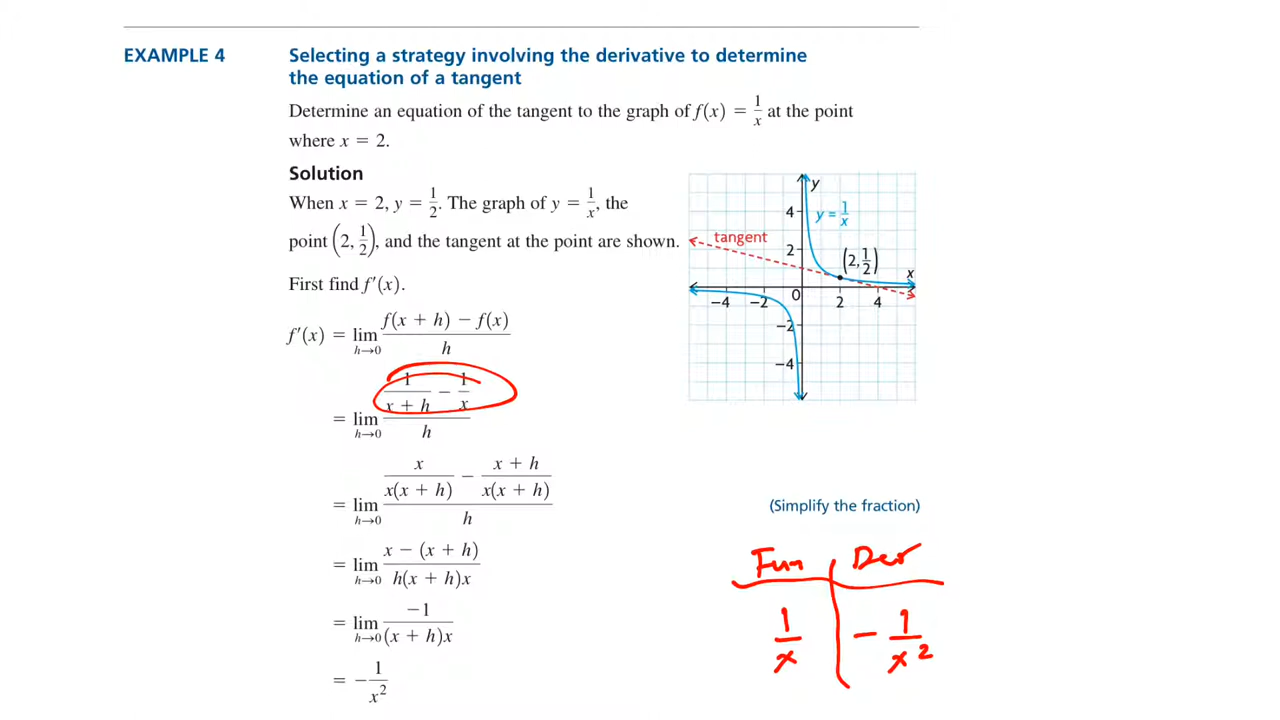 EXAMPLE 4 Selecting a strategy involving the derivative to determine
the equation of a tangent
Determine an equation of the tangent to the graph of f(x) = 1/x at the point
where x = 2.
Solution
When x = 2, y = 1/2. The graph of y = 1/x, the
point (2, 1/2), and the tangent at the point are shown.
First find f′(x).
f′(x) = lim h→0 (f(x + h) − f(x))/h
= lim h→0 (1/(x + h) − 1/x)/h
= lim h→0 (x/(x(x + h)) − (x + h)/(x(x + h)))/h
(Simplify the fraction)
= lim h→0 (x − (x + h))/(h(x + h)x)
= lim h→0 −1/((x + h)x)
= −1/x²
y
4
y = 1/x
tangent
2
(2, 1/2)
x
−4 −2 0 2 4
−2
−4
Fun Der
1/x − 1/x²